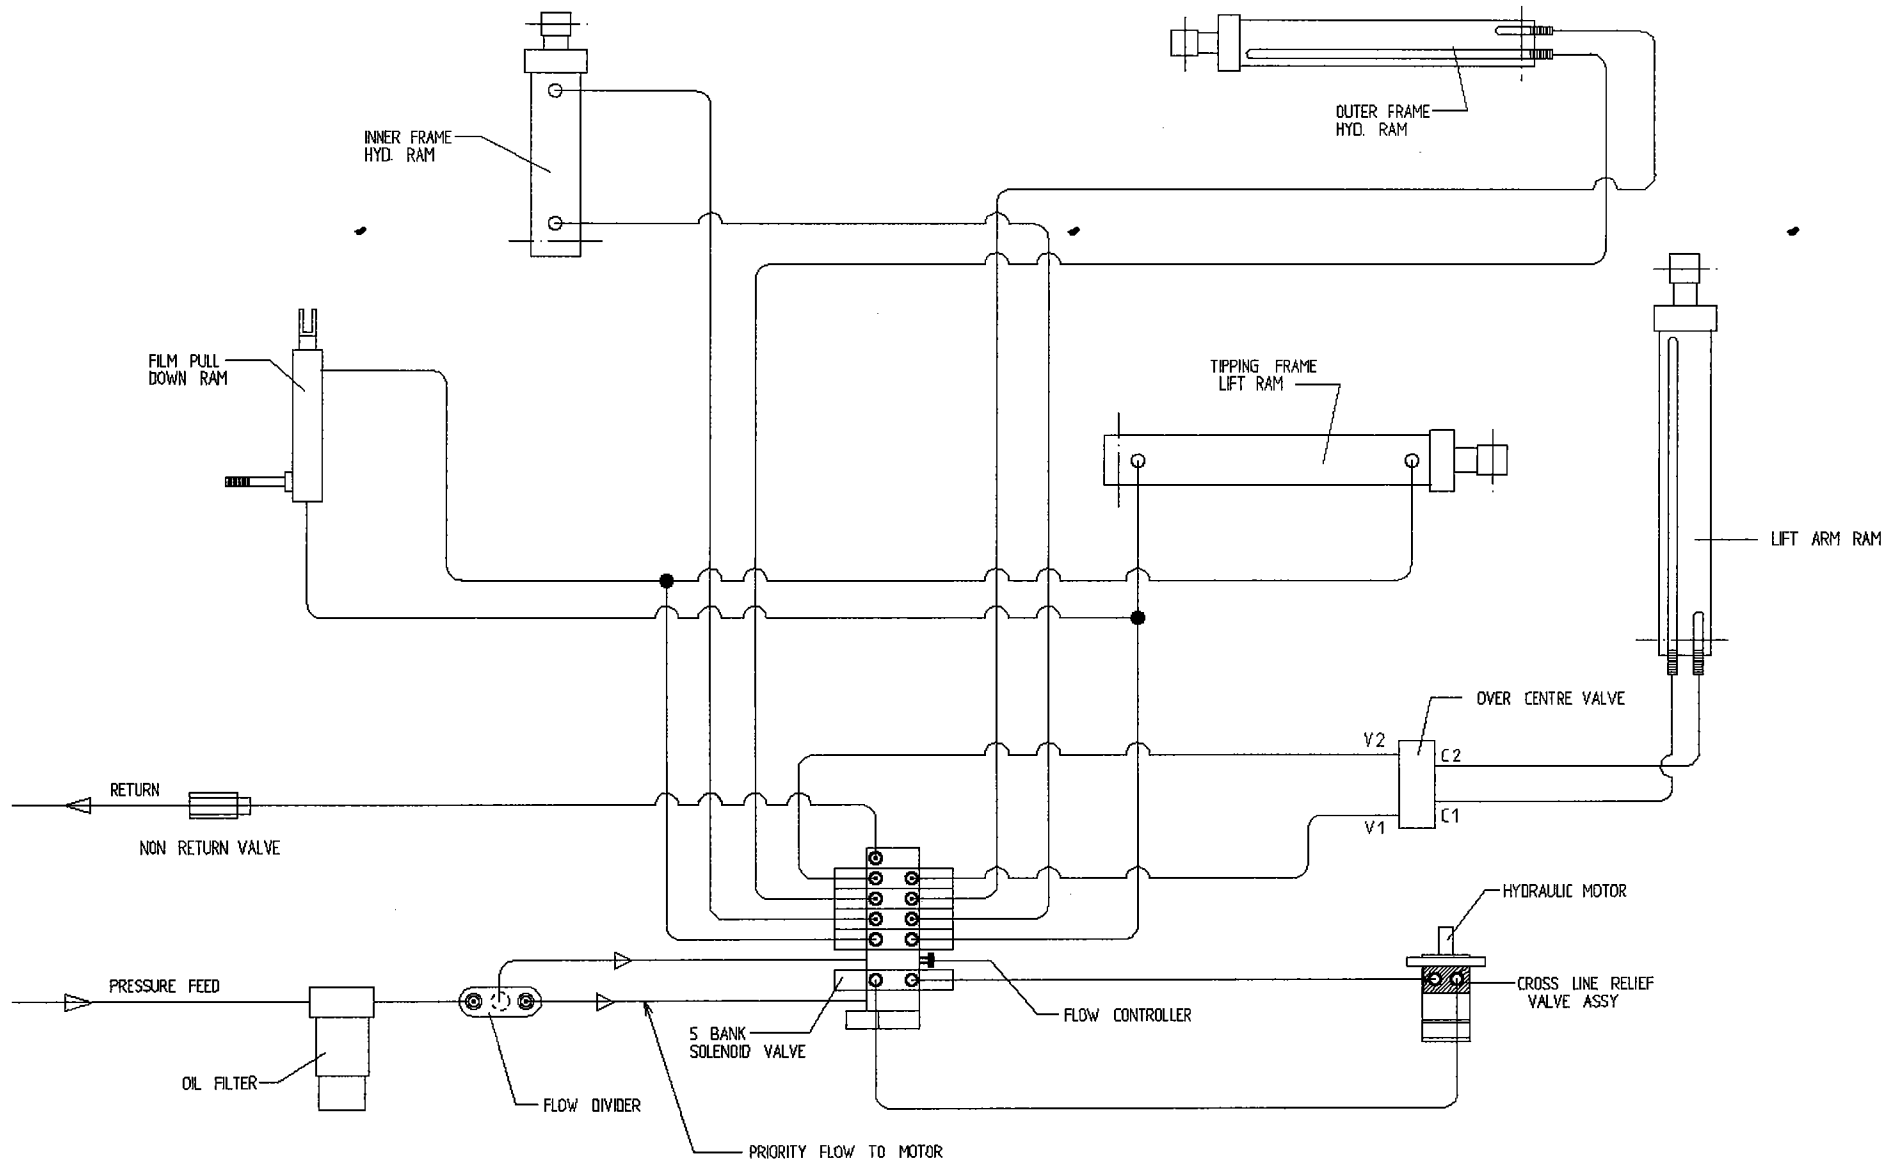 INNER FRAME
HYD. RAM
OUTER FRAME
HYD. RAM
FILM PULL
DOWN RAM
TIPPING FRAME
LIFT RAM
LIFT ARM RAM
OVER CENTRE VALVE
V2
C2
V1
C1
RETURN
NON RETURN VALVE
HYDRAULIC MOTOR
PRESSURE FEED
CROSS LINE RELIEF
VALVE ASSY
FLOW CONTROLLER
5 BANK
SOLENOID VALVE
OIL FILTER
FLOW DIVIDER
PRIORITY FLOW TO MOTOR